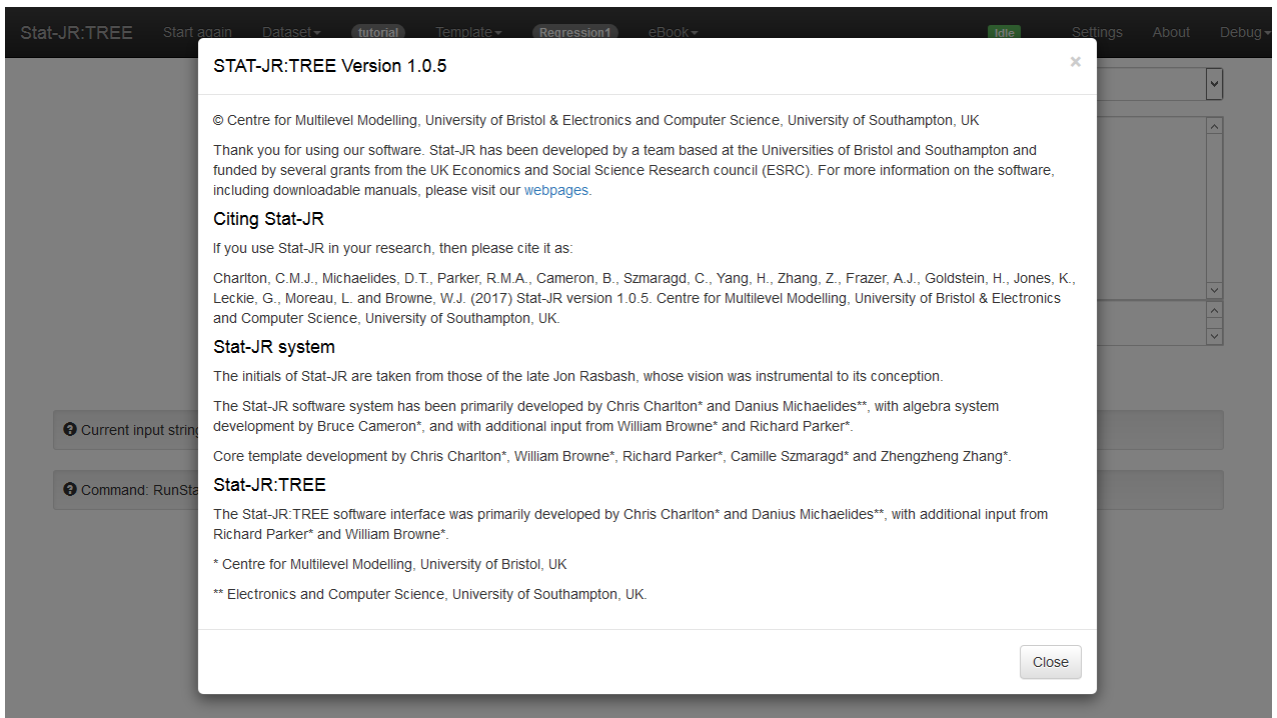 Stat-JR:TREE Start again Dataset tutorial Template Regression1 eBook Idle Settings About Debug
STAT-JR:TREE Version 1.0.5 ×
© Centre for Multilevel Modelling, University of Bristol & Electronics and Computer Science, University of Southampton, UK
Thank you for using our software. Stat-JR has been developed by a team based at the Universities of Bristol and Southampton and
funded by several grants from the UK Economics and Social Science Research council (ESRC). For more information on the software,
including downloadable manuals, please visit our webpages.
Citing Stat-JR
If you use Stat-JR in your research, then please cite it as:
Charlton, C.M.J., Michaelides, D.T., Parker, R.M.A., Cameron, B., Szmaragd, C., Yang, H., Zhang, Z., Frazer, A.J., Goldstein, H., Jones, K.,
Leckie, G., Moreau, L. and Browne, W.J. (2017) Stat-JR version 1.0.5. Centre for Multilevel Modelling, University of Bristol & Electronics
and Computer Science, University of Southampton, UK.
Stat-JR system
The initials of Stat-JR are taken from those of the late Jon Rasbash, whose vision was instrumental to its conception.
The Stat-JR software system has been primarily developed by Chris Charlton* and Danius Michaelides**, with algebra system
development by Bruce Cameron*, and with additional input from William Browne* and Richard Parker*.
Core template development by Chris Charlton*, William Browne*, Richard Parker*, Camille Szmaragd* and Zhengzheng Zhang*.
Stat-JR:TREE
The Stat-JR:TREE software interface was primarily developed by Chris Charlton* and Danius Michaelides**, with additional input from
Richard Parker* and William Browne*.
* Centre for Multilevel Modelling, University of Bristol, UK
** Electronics and Computer Science, University of Southampton, UK.
Close
Current input string
Command: RunSta